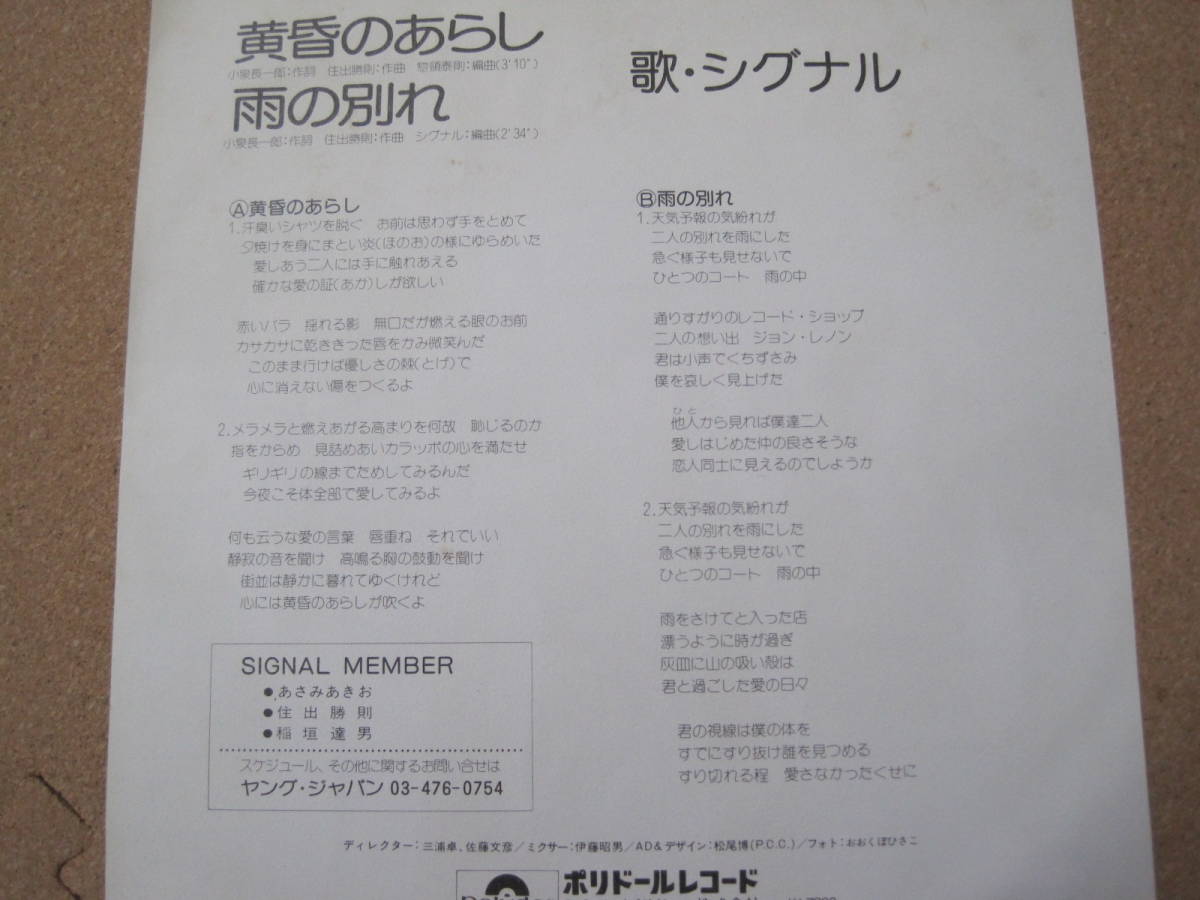 黄昏のあらし
小泉長一郎:作詞 住出勝則:作曲 惣領泰則:編曲(3'10")
雨の別れ
小泉長一郎:作詞 住出勝則:作曲 シグナル:編曲(2'34")
歌・シグナル
Ⓐ黄昏のあらし
1.汗臭いシャツを脱ぐ お前は思わず手をとめて
夕焼けを身にまとい炎(ほのお)の様にゆらめいた
愛しあう二人には手に触れあえる
確かな愛の証(あか)しが欲しい
赤いバラ 揺れる影 無口だが燃える眼のお前
カサカサに乾ききった唇をかみ微笑んだ
このまま行けば優しさの棘(とげ)で
心に消えない傷をつくるよ
2.メラメラと燃えあがる高まりを何故 恥じるのか
指をからめ 見詰めあいカラッポの心を満たせ
ギリギリの線までためしてみるんだ
今夜こそ体全部で愛してみるよ
何も云うな愛の言葉 唇重ね それでいい
静寂の音を聞け 高鳴る胸の鼓動を聞け
街並は静かに暮れてゆくけれど
心には黄昏のあらしが吹くよ
SIGNAL MEMBER
●あさみあきお
●住出勝則
●稲垣達男
スケジュール、その他に関するお問い合せは
ヤング・ジャパン 03-476-0754
Ⓑ雨の別れ
1.天気予報の気紛れが
二人の別れを雨にした
急ぐ様子も見せないで
ひとつのコート 雨の中
通りすがりのレコード・ショップ
二人の想い出 ジョン・レノン
君は小声でくちずさみ
僕を哀しく見上げた
ひと
他人から見れば僕達二人
愛しはじめた仲の良さそうな
恋人同士に見えるのでしょうか
2.天気予報の気紛れが
二人の別れを雨にした
急ぐ様子も見せないで
ひとつのコート 雨の中
雨をさけてと入った店
漂うように時が過ぎ
灰皿に山の吸い殻は
君と過ごした愛の日々
君の視線は僕の体を
すでにすり抜け誰を見つめる
すり切れる程 愛さなかったくせに
ディレクター:三浦卓、佐藤文彦/ミクサー:伊藤昭男/AD&デザイン:松尾博(P.C.C.)/フォト:おおくぼひさこ
ポリドールレコード